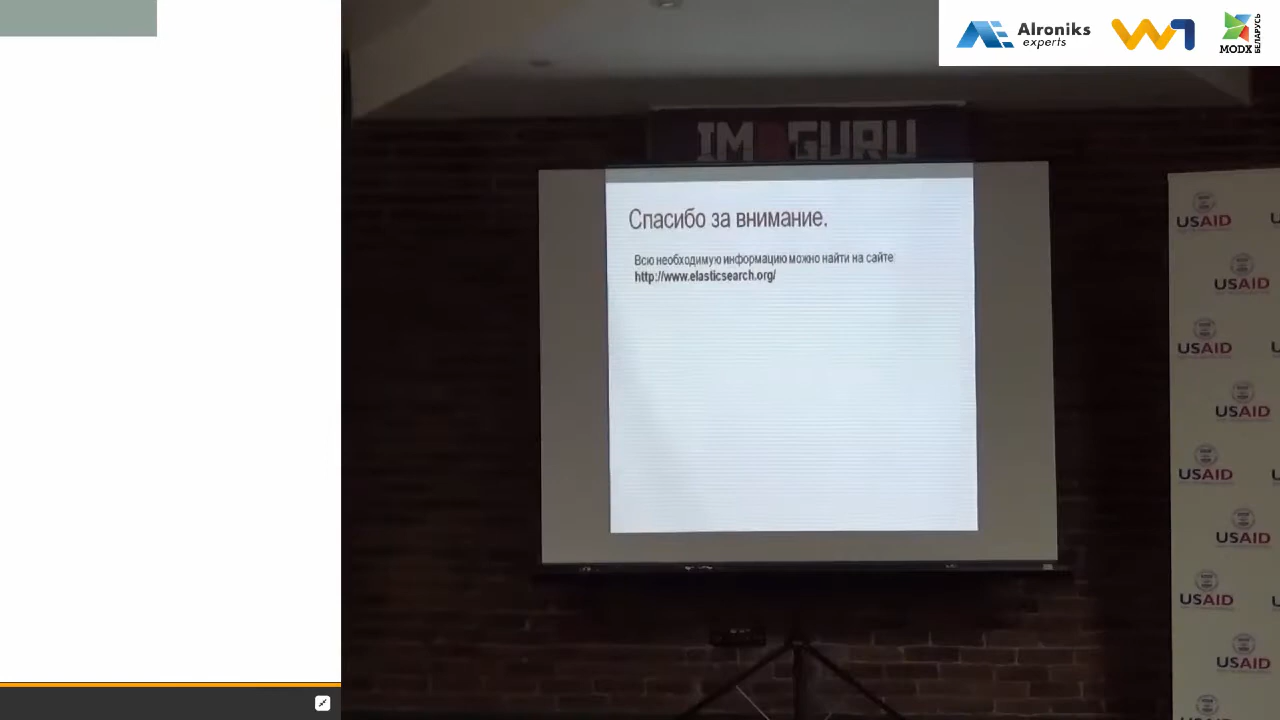 Alroniks
experts
MODX
БЕЛАРУСЬ
IMAGURU
Спасибо за внимание.
Всю необходимую информацию можно найти на сайте
http://www.elasticsearch.org/
USAID
USAID
USAID
USAID
USAID
USAID
USAID
USAID